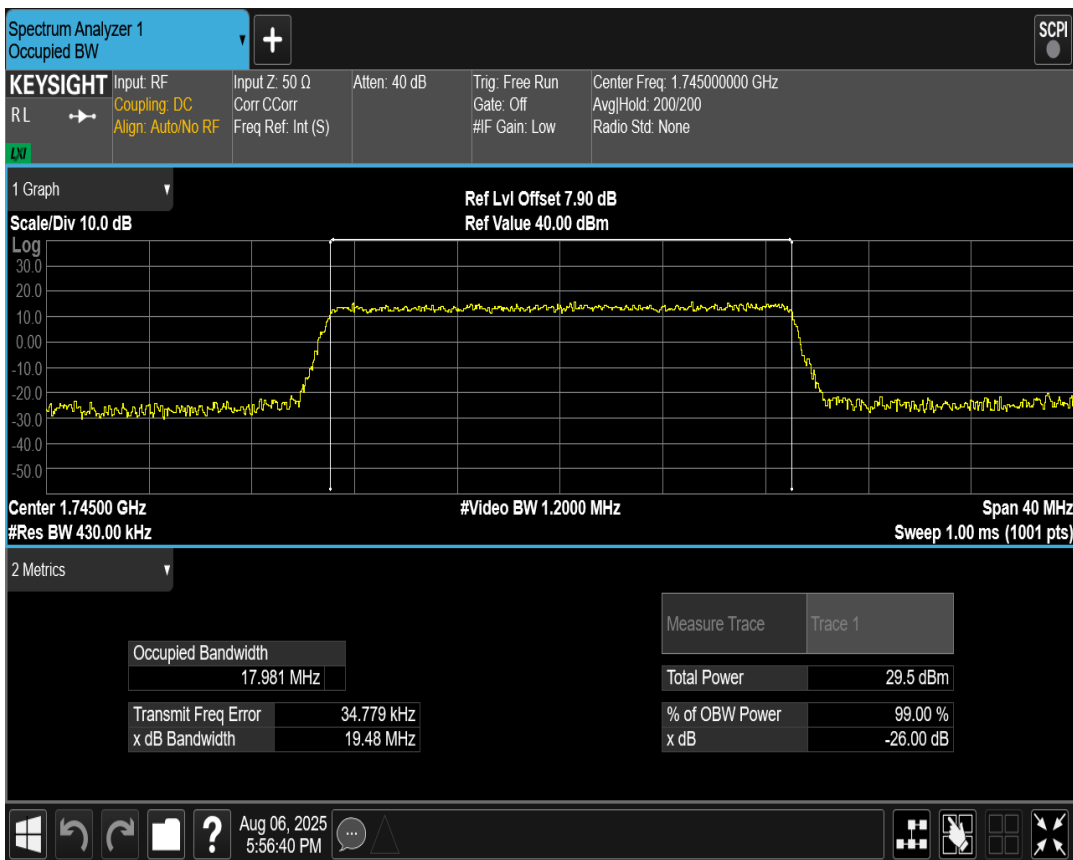 Spectrum Analyzer 1
Occupied BW
+
SCPI
KEYSIGHT
RL
LXI
Input: RF
Coupling: DC
Align: Auto/No RF
Input Z: 50 Ω
Corr CCorr
Freq Ref: Int (S)
Atten: 40 dB
Trig: Free Run
Gate: Off
#IF Gain: Low
Center Freq: 1.745000000 GHz
Avg|Hold: 200/200
Radio Std: None
1 Graph
Scale/Div 10.0 dB
Ref Lvl Offset 7.90 dB
Ref Value 40.00 dBm
Log
30.0
20.0
10.0
0.00
-10.0
-20.0
-30.0
-40.0
-50.0
Center 1.74500 GHz
#Res BW 430.00 kHz
#Video BW 1.2000 MHz
Span 40 MHz
Sweep 1.00 ms (1001 pts)
2 Metrics
Measure Trace Trace 1
Occupied Bandwidth
17.981 MHz
Total Power 29.5 dBm
Transmit Freq Error 34.779 kHz
% of OBW Power 99.00 %
x dB Bandwidth 19.48 MHz
x dB -26.00 dB
?
Aug 06, 2025
5:56:40 PM